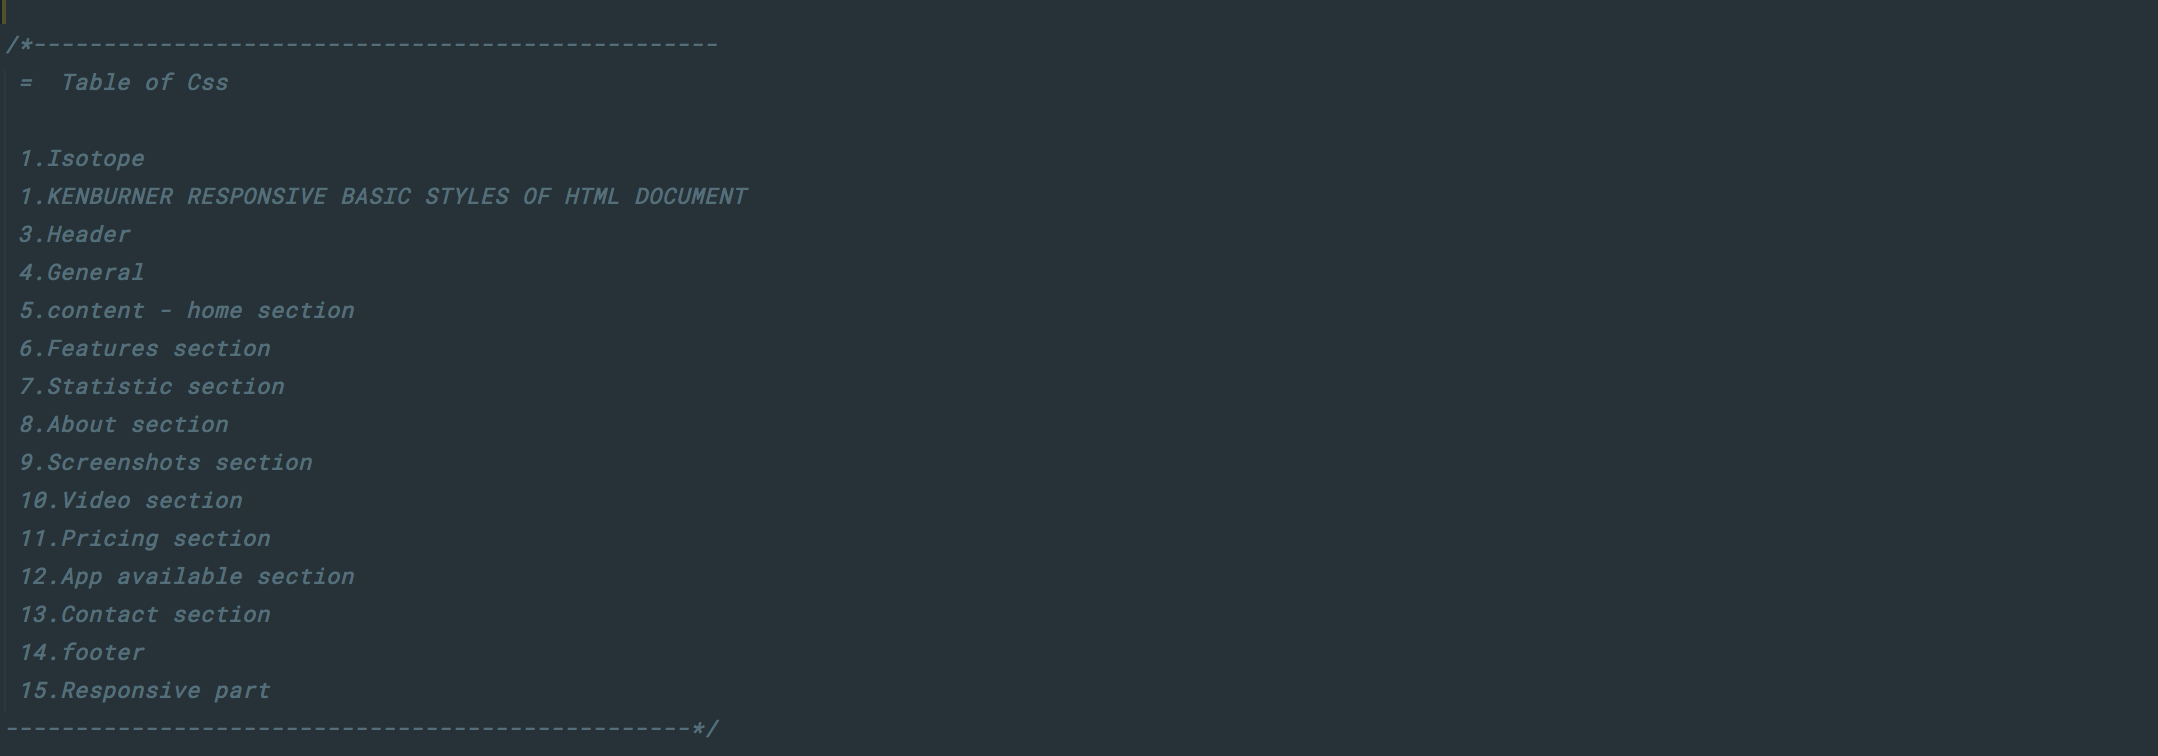 /*-------------------------------------------------
= Table of Css
1.Isotope
1.KENBURNER RESPONSIVE BASIC STYLES OF HTML DOCUMENT
3.Header
4.General
5.content - home section
6.Features section
7.Statistic section
8.About section
9.Screenshots section
10.Video section
11.Pricing section
12.App available section
13.Contact section
14.footer
15.Responsive part
-------------------------------------------------*/